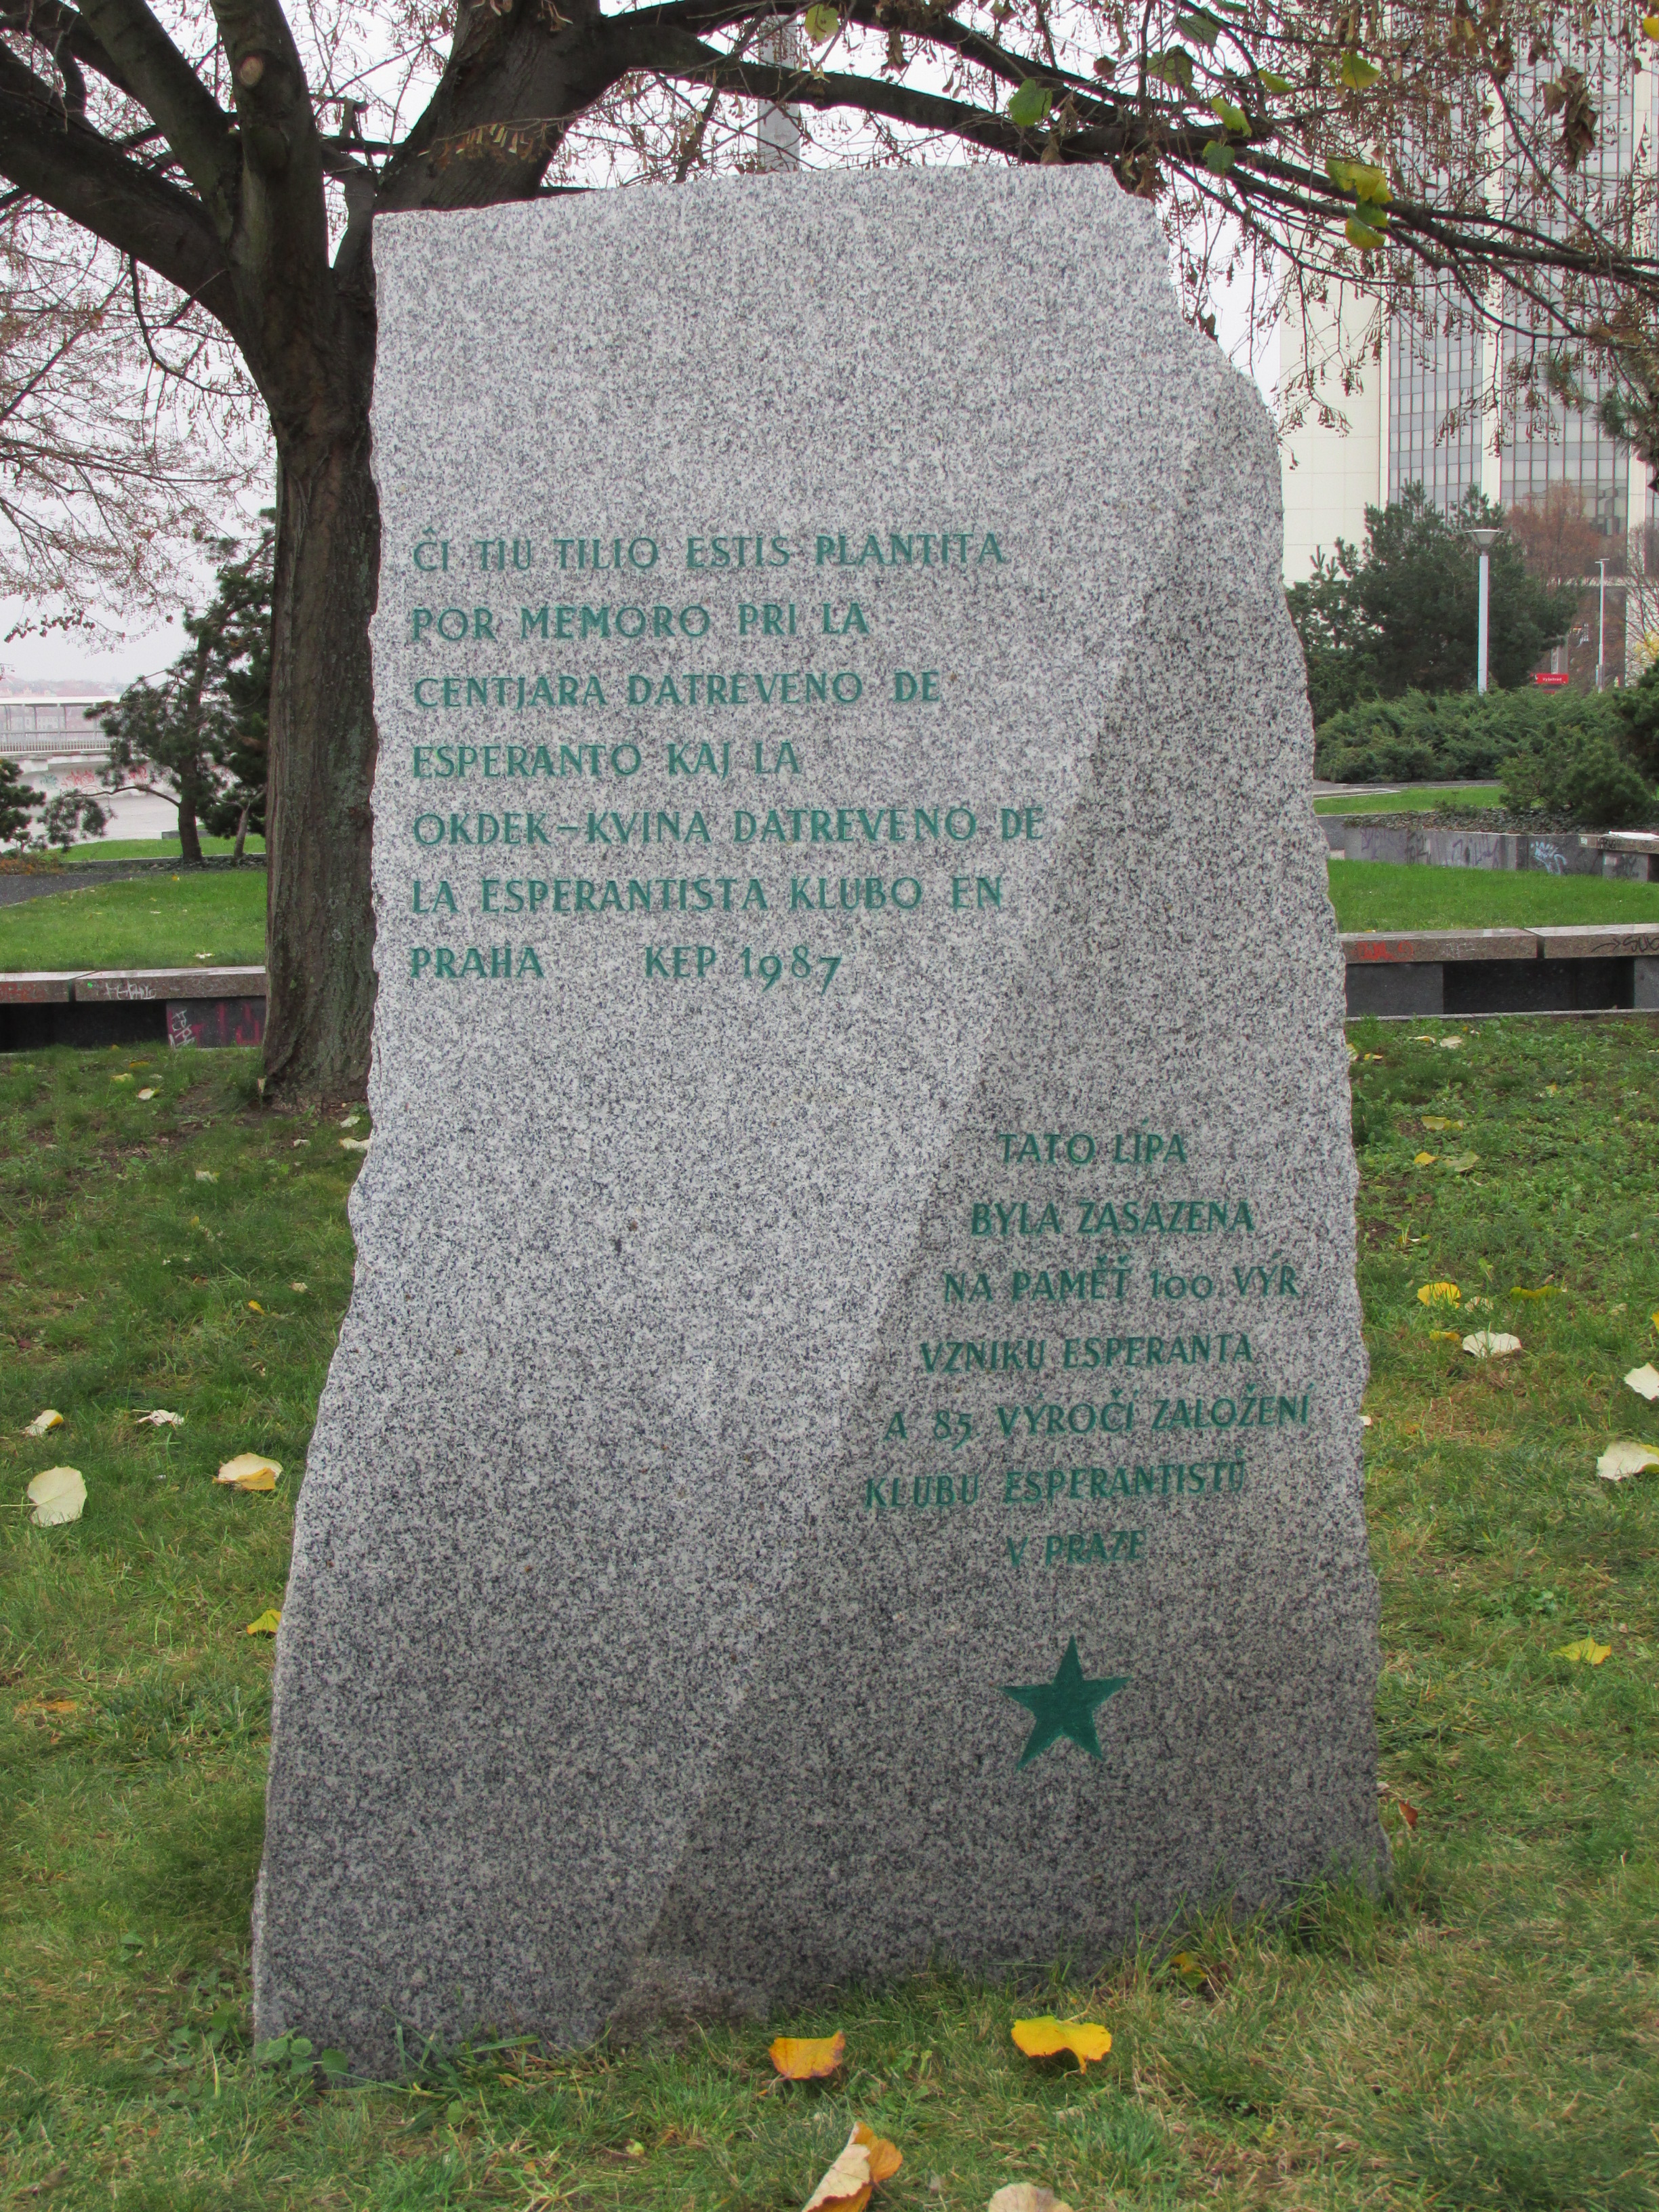 ĈI TIU TILIO ESTIS PLANTITA
POR MEMORO PRI LA
CENTJARA DATREVENO DE
ESPERANTO KAJ LA
OKDEK-KVINA DATREVENO DE
LA ESPERANTISTA KLUBO EN
PRAHA KEP 1987
TATO LÍPA
BYLA ZASAZENA
NA PAMĚŤ 100 VÝR.
VZNIKU ESPERANTA
A 85. VÝROČÍ ZALOŽENÍ
KLUBU ESPERANTISTŮ
V PRAZE